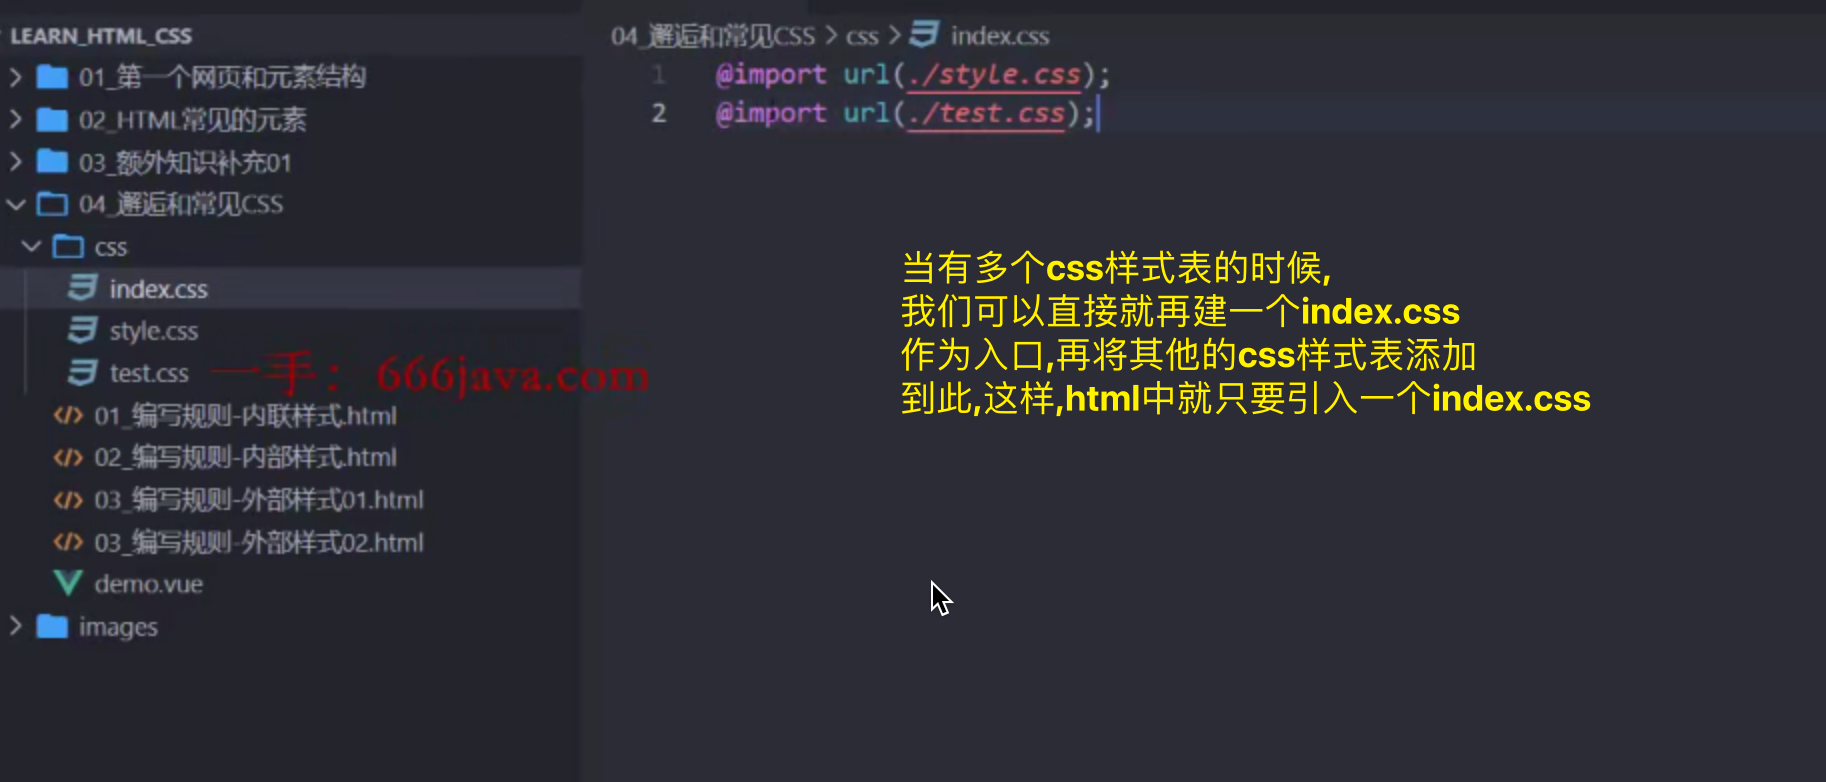 LEARN_HTML_CSS
01_第一个网页和元素结构
02_HTML常见的元素
03_额外知识补充01
04_邂逅和常见CSS
css
index.css
style.css
test.css
一手: 666java.com
01_编写规则-内联样式.html
02_编写规则-内部样式.html
03_编写规则-外部样式01.html
03_编写规则-外部样式02.html
demo.vue
images
04_邂逅和常见CSS > css > index.css
1 @import url(./style.css);
2 @import url(./test.css);
当有多个css样式表的时候,
我们可以直接就再建一个index.css
作为入口,再将其他的css样式表添加
到此,这样,html中就只要引入一个index.css